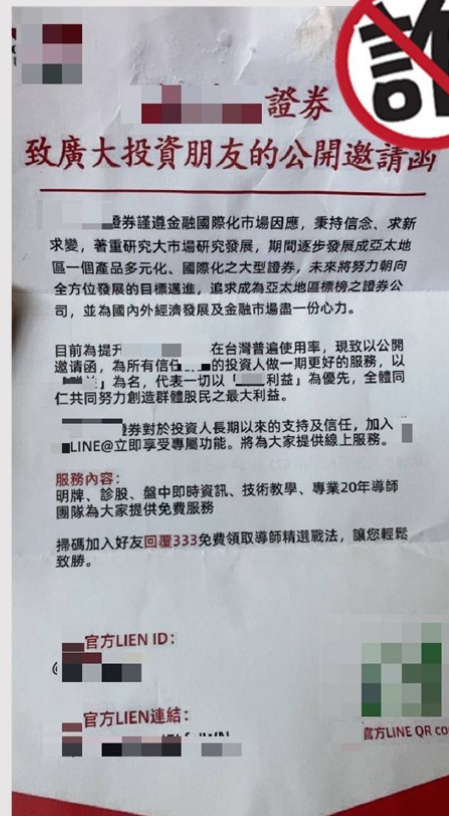 證券
致廣大投資朋友的公開邀請函
證券謹遵金融國際化市場因應，秉持信念、求新
求變，著重研究大市場研究發展，期間逐步發展成亞太地
區一個產品多元化、國際化之大型證券，未來將努力朝向
全方位發展的目標邁進，追求成為亞太地區標榜之證券公
司，並為國內外經濟發展及金融市場盡一份心力。
目前為提升 在台灣普遍使用率，現致以公開
邀请函，為所有信任 的投資人做一期更好的服務，以
」為名，代表一切以「 利益」為優先，全體同
仁共同努力創造群體股民之最大利益。
證券對於投資人長期以來的支持及信任，加入
LINE@立即享受專屬功能。將為大家提供線上服務。
服務內容：
明牌、診股、盤中即時資訊、技術教學、專業20年導師
團隊為大家提供免費服務
掃碼加入好友回覆333免費領取導師精選戰法，讓您輕鬆
致勝。
官方LIEN ID：
@
官方LIEN連結：
官方LINE QR co